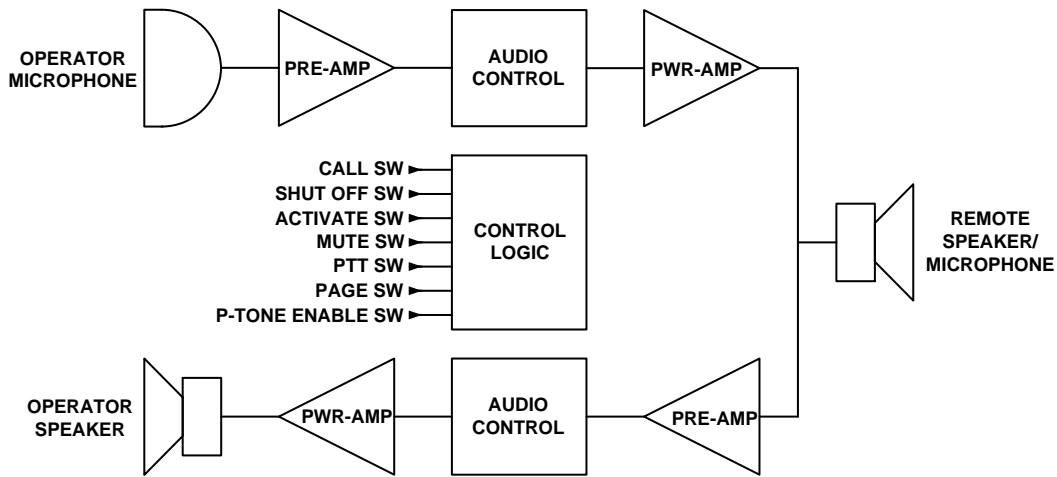 OPERATOR
MICROPHONE
PRE-AMP
AUDIO
CONTROL
PWR-AMP
CALL SW
SHUT OFF SW
ACTIVATE SW
MUTE SW
PTT SW
PAGE SW
P-TONE ENABLE SW
CONTROL
LOGIC
REMOTE
SPEAKER/
MICROPHONE
OPERATOR
SPEAKER
PWR-AMP
AUDIO
CONTROL
PRE-AMP